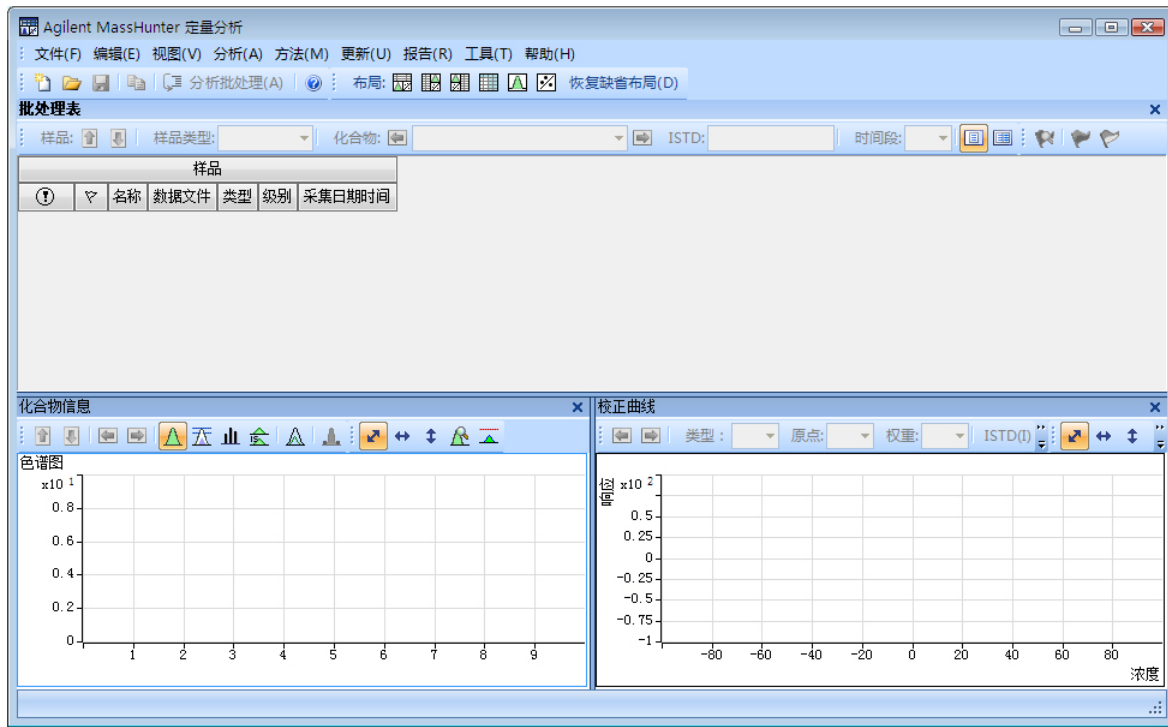 Agilent MassHunter 定量分析
文件(F) 编辑(E) 视图(V) 分析(A) 方法(M) 更新(U) 报告(R) 工具(T) 帮助(H)
分析批处理(A) 布局: 恢复缺省布局(D)
批处理表
样品: 样品类型: 化合物: ISTD: 时间段:
样品
名称 数据文件 类型 级别 采集日期时间
化合物信息
色谱图
x10 1
0.8
0.6
0.4
0.2
0
1 2 3 4 5 6 7 8 9
校正曲线
类型: 原点: 权重: ISTD(I)
响应
x10 2
0.5
0.25
0
-0.25
-0.5
-0.75
-1
-80 -60 -40 -20 0 20 40 60 80
浓度